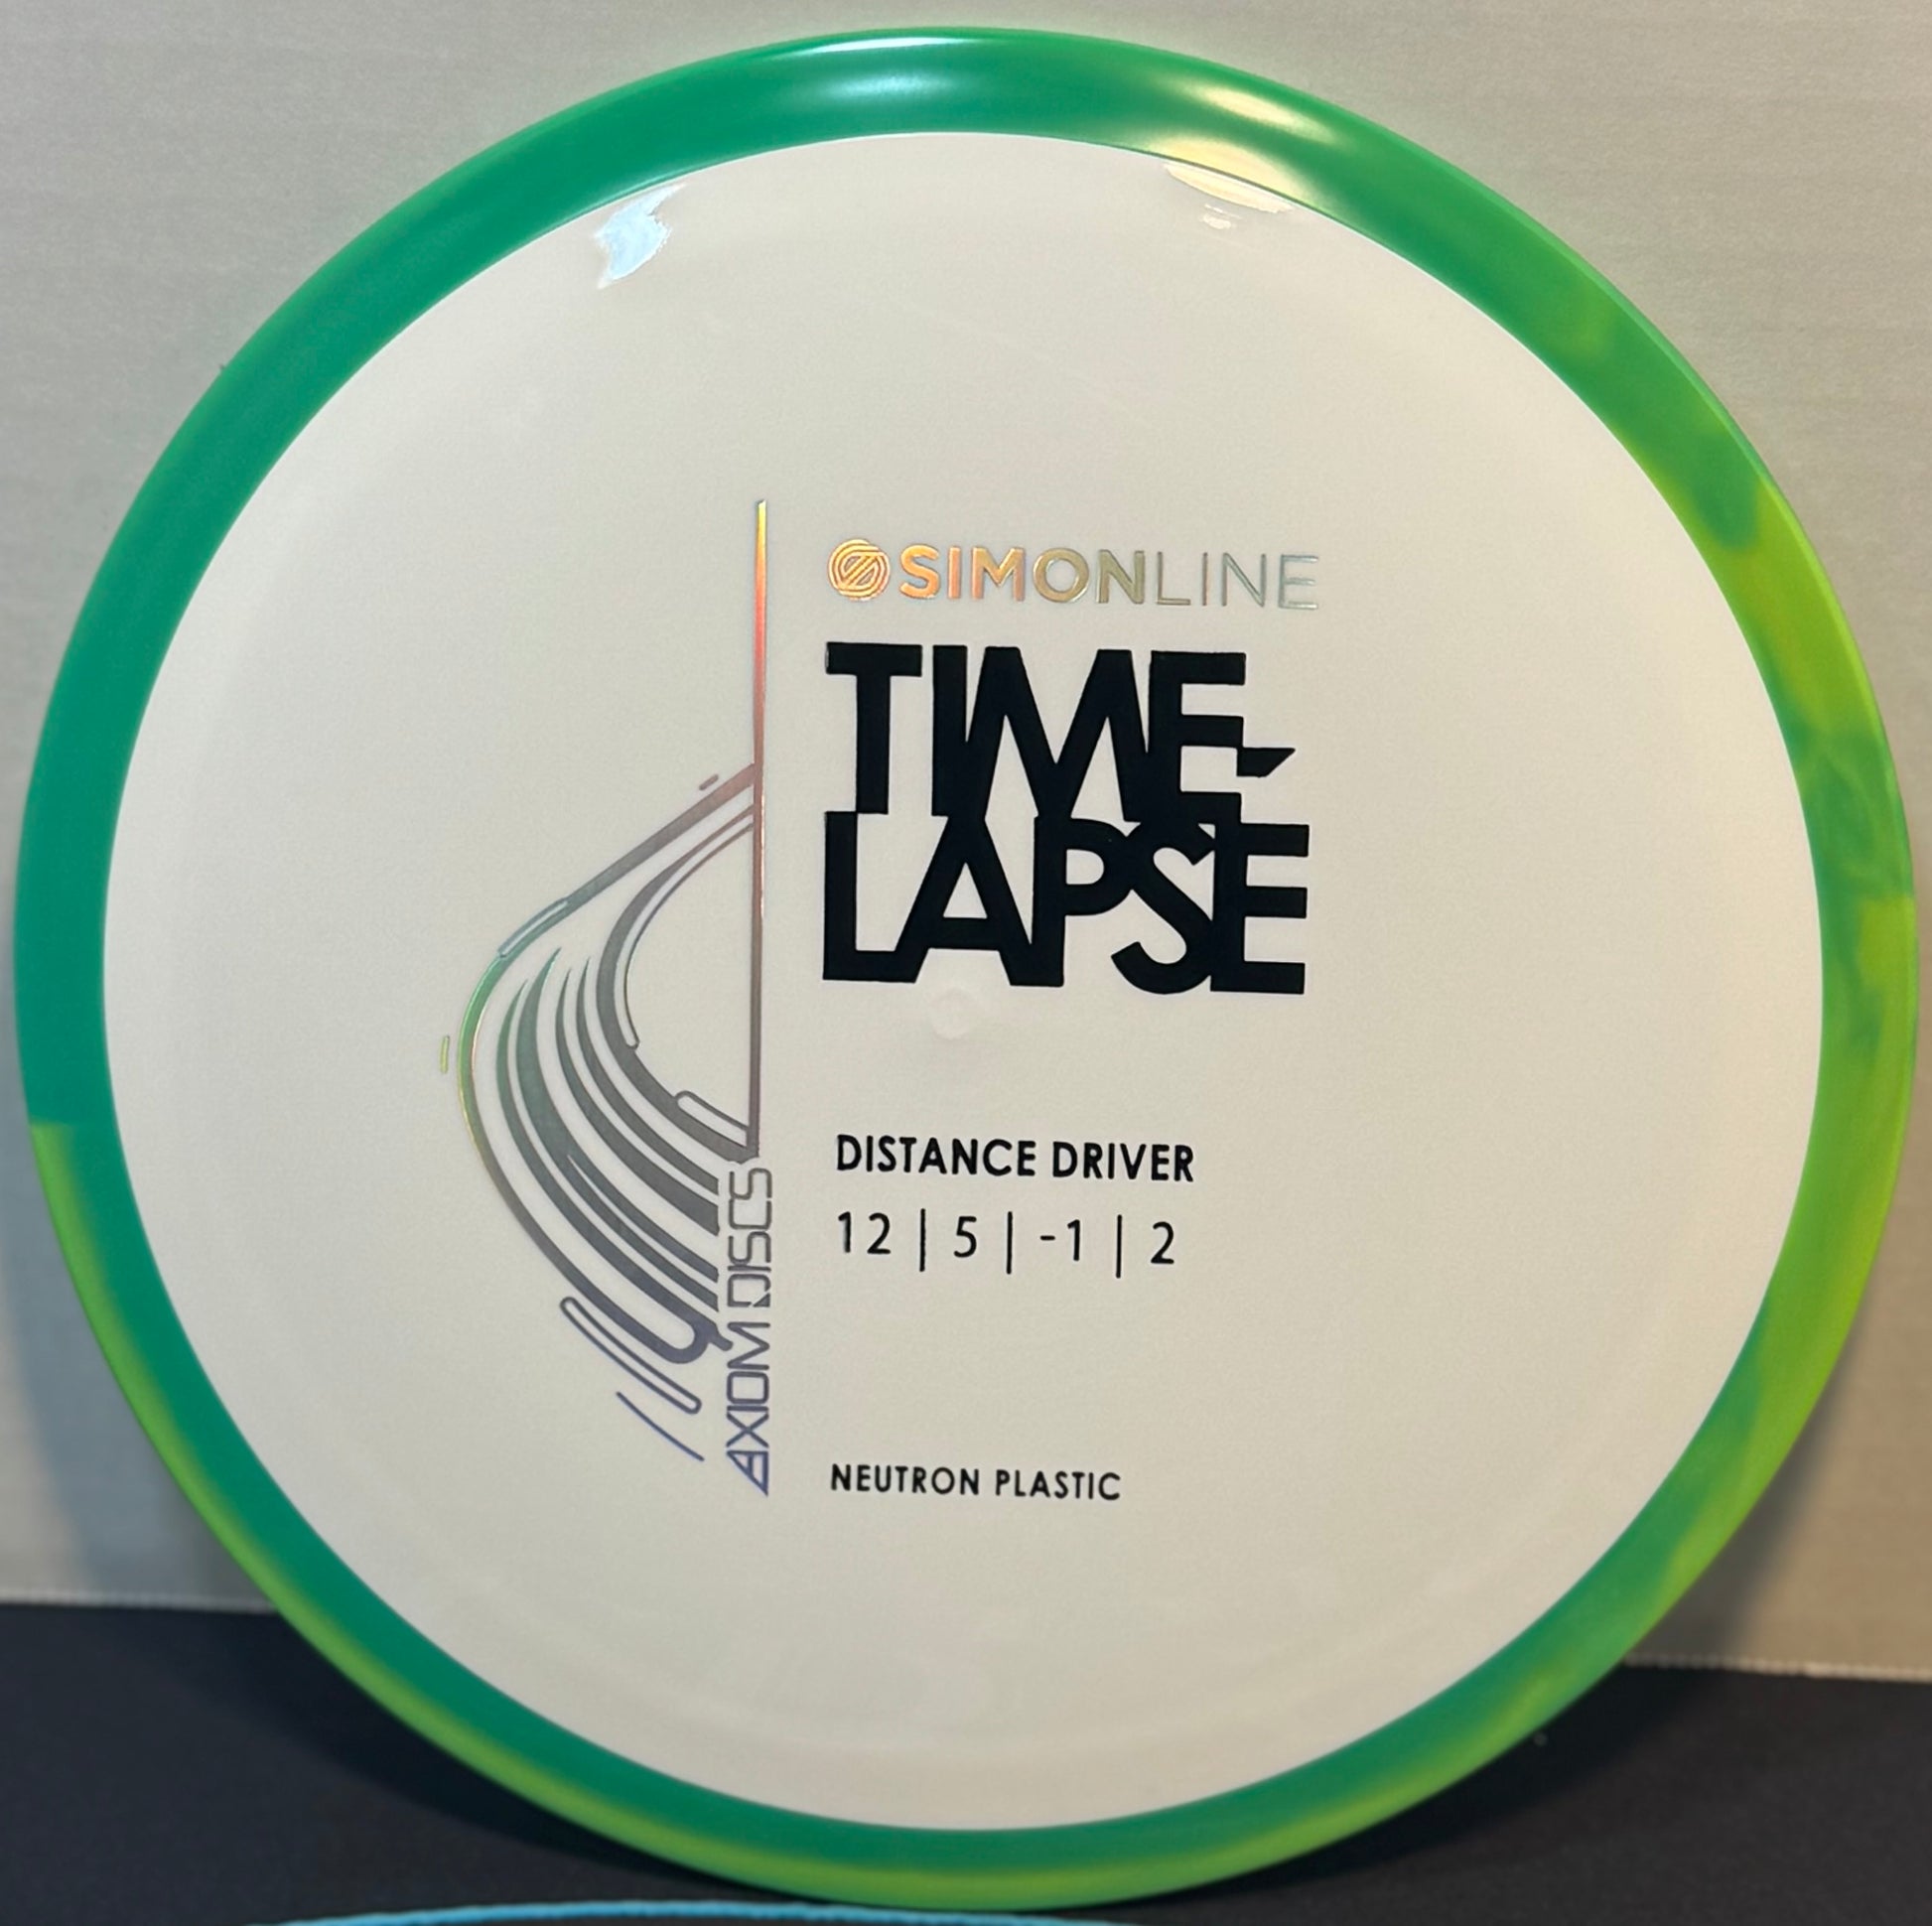 SIMONLINE
TIME-
LAPSE
DISTANCE DRIVER
12 | 5 | -1 | 2
AXIOM DISCS
NEUTRON PLASTIC